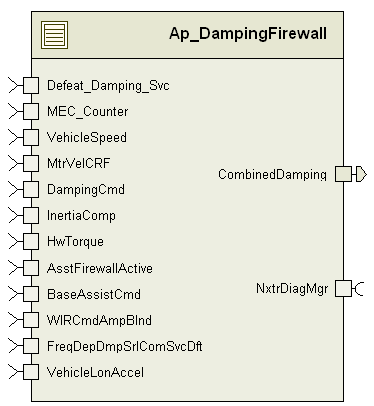 Ap_DampingFirewall
Defeat_Damping_Svc
MEC_Counter
VehicleSpeed
MtrVelCRF
CombinedDamping
DampingCmd
InertiaComp
HwTorque
AsstFirewallActive
NxtrDiagMgr
BaseAssistCmd
WIRCmdAmpBlnd
FreqDepDmpSrlComSvcDft
VehicleLonAccel